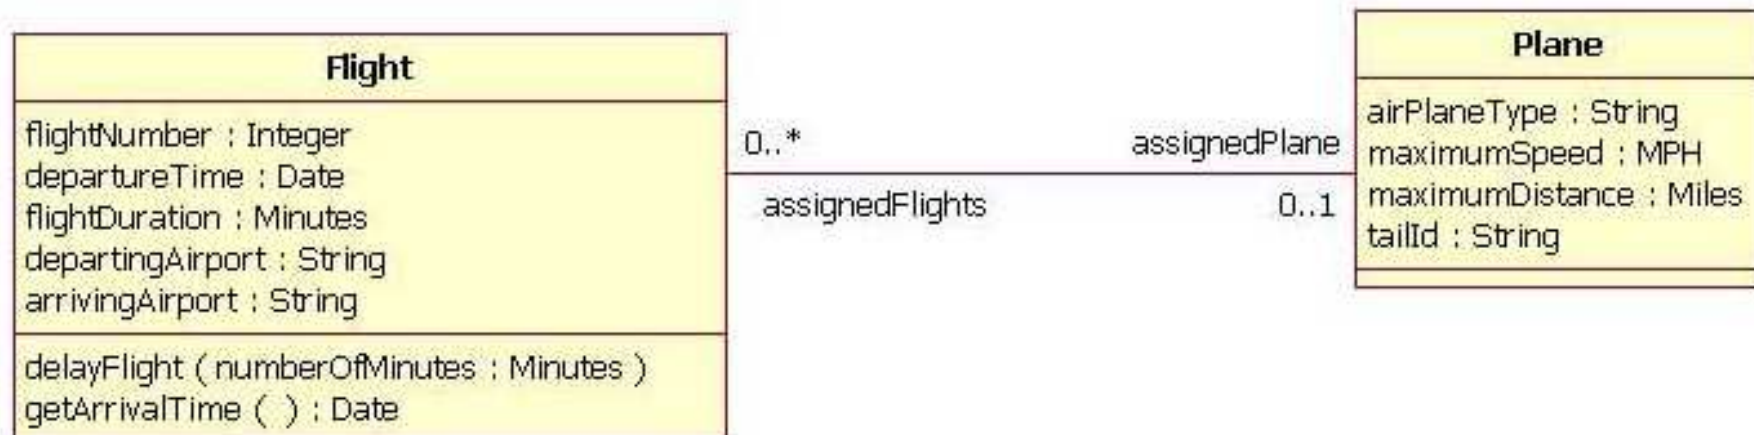 Flight
flightNumber : Integer
departureTime : Date
flightDuration : Minutes
departingAirport : String
arrivingAirport : String
delayFlight ( numberOfMinutes : Minutes )
getArrivalTime ( ) : Date
0..*
assignedFlights
assignedPlane
0..1
Plane
airPlaneType : String
maximumSpeed : MPH
maximumDistance : Miles
tailId : String